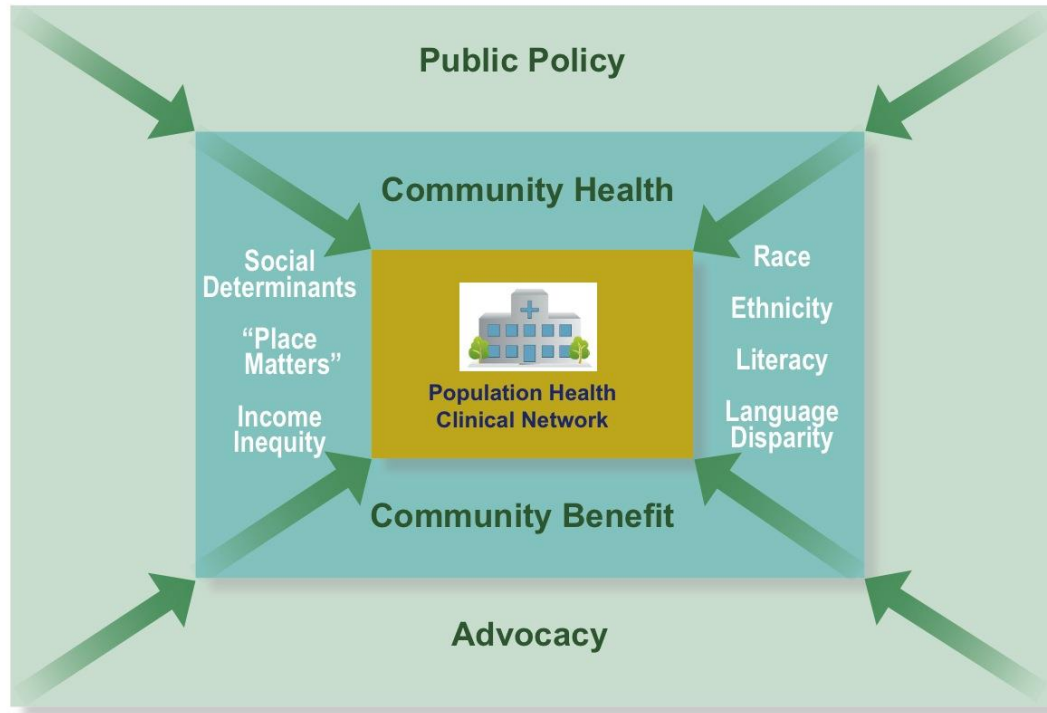 Public Policy
Community Health
Social
Determinants
“Place
Matters”
Income
Inequity
Population Health
Clinical Network
Race
Ethnicity
Literacy
Language
Disparity
Community Benefit
Advocacy